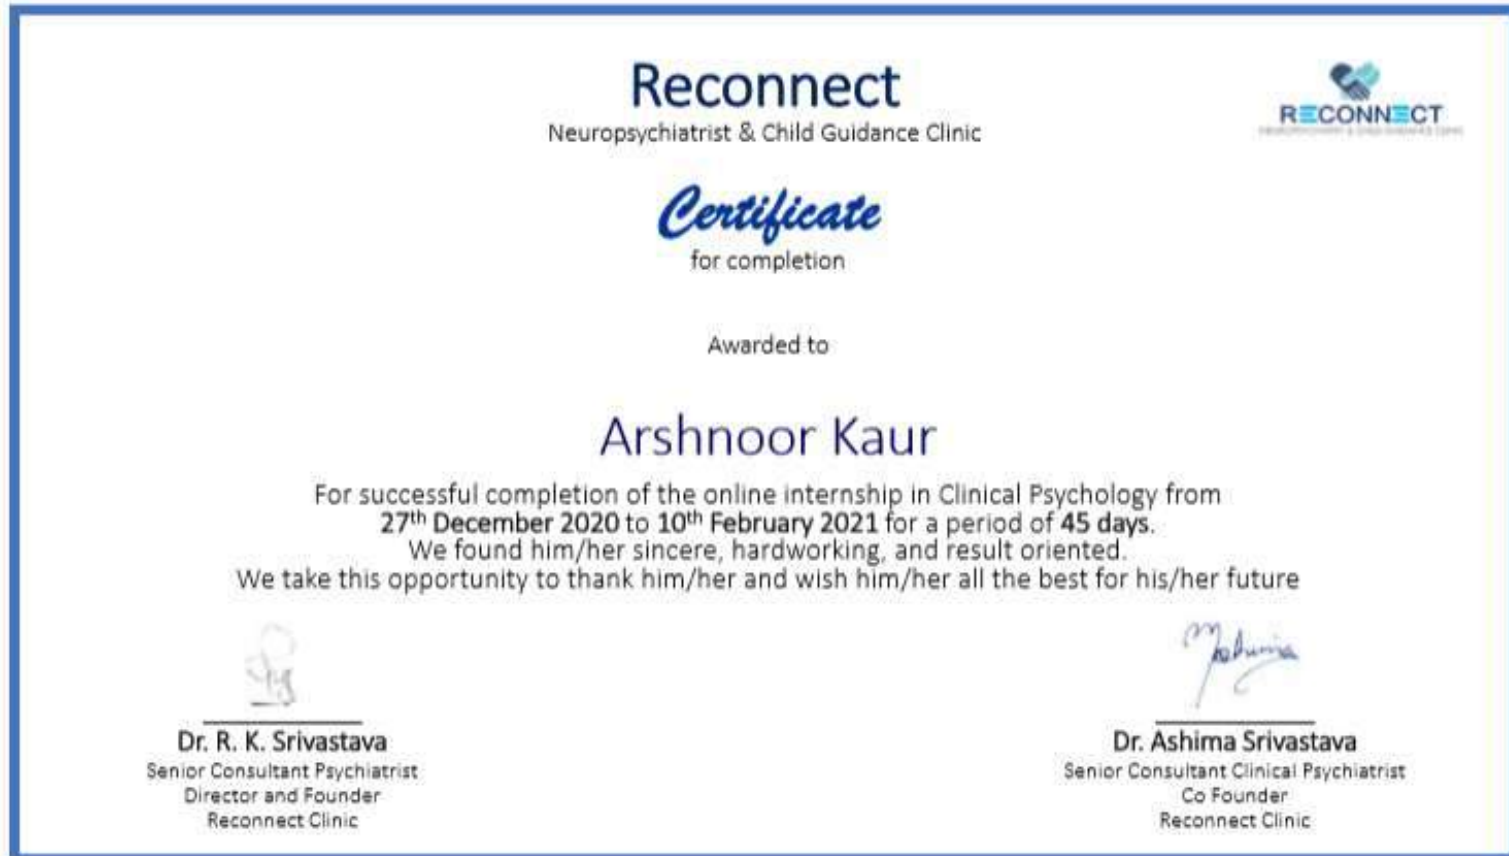 Reconnect
Neuropsychiatrist & Child Guidance Clinic
RECONNECT
Certificate
for completion
Awarded to
Arshnoor Kaur
For successful completion of the online internship in Clinical Psychology from
27th December 2020 to 10th February 2021 for a period of 45 days.
We found him/her sincere, hardworking, and result oriented.
We take this opportunity to thank him/her and wish him/her all the best for his/her future
Dr. R. K. Srivastava
Senior Consultant Psychiatrist
Director and Founder
Reconnect Clinic
Dr. Ashima Srivastava
Senior Consultant Clinical Psychiatrist
Co Founder
Reconnect Clinic